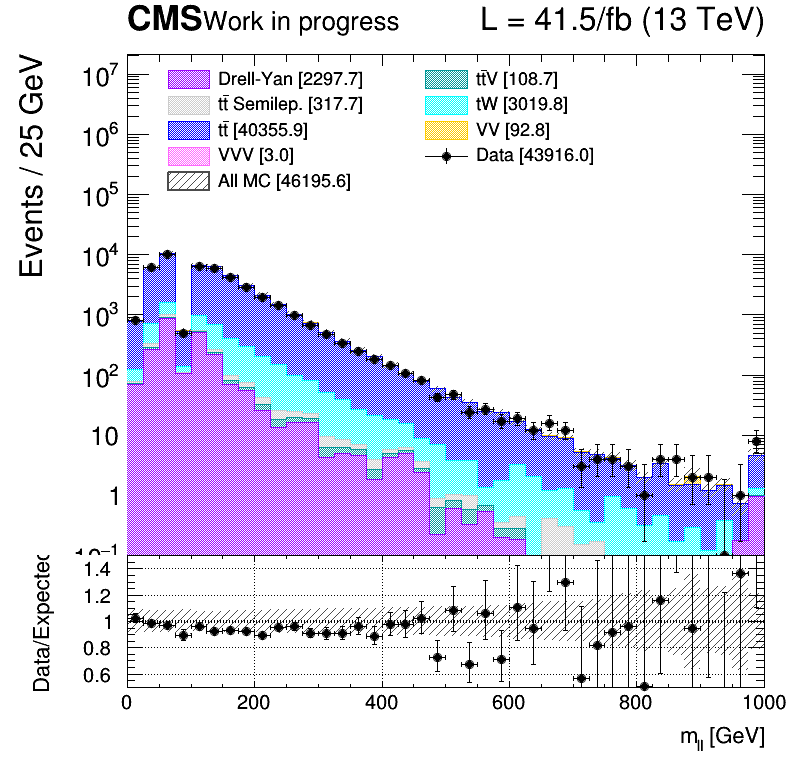 CMS Work in progress L = 41.5/fb (13 TeV)
Events / 25 GeV
Drell-Yan [2297.7] tt̄V [108.7]
tt̄ Semilep. [317.7] tW [3019.8]
tt̄ [40355.9] VV [92.8]
VVV [3.0] Data [43916.0]
All MC [46195.6]
10⁷
10⁶
10⁵
10⁴
10³
10²
10
1
10⁻¹
Data/Expected
1.4
1.2
1
0.8
0.6
0 200 400 600 800 1000
m_ll [GeV]